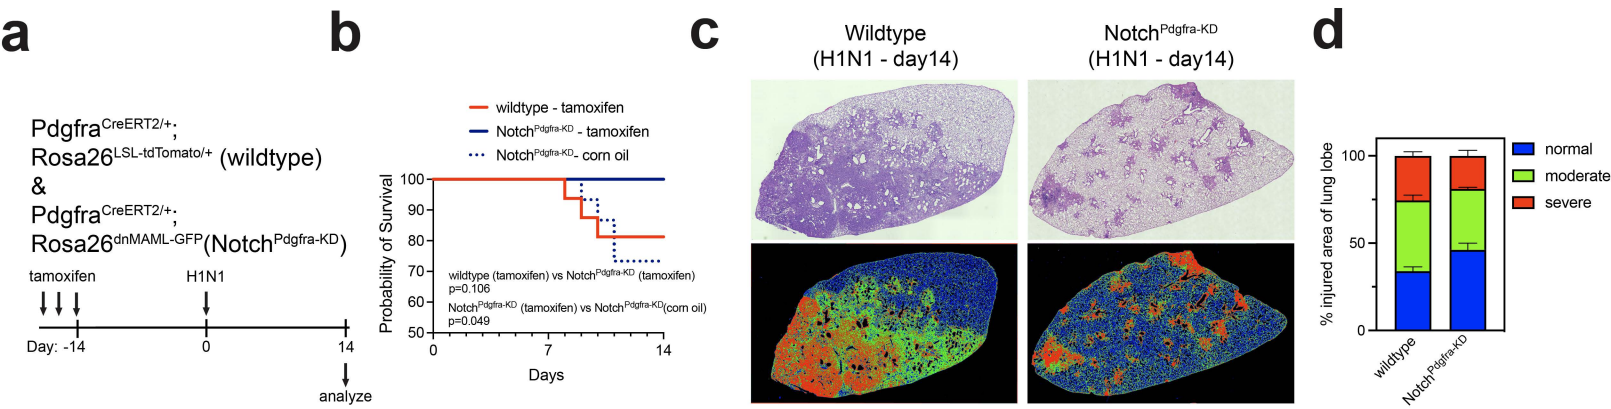 a
Pdgfra^CreERT2/+;
Rosa26^LSL-tdTomato/+ (wildtype)
&
Pdgfra^CreERT2/+;
Rosa26^dnMAML-GFP(Notch^Pdgfra-KD)
tamoxifen
H1N1
Day: -14
0
14
analyze
b
wildtype - tamoxifen
Notch^Pdgfra-KD - tamoxifen
Notch^Pdgfra-KD- corn oil
Probability of Survival
100
90
80
70
60
50
wildtype (tamoxifen) vs Notch^Pdgfra-KD (tamoxifen)
p=0.106
Notch^Pdgfra-KD (tamoxifen) vs Notch^Pdgfra-KD(corn oil)
p=0.049
0
7
14
Days
c
Wildtype
(H1N1 - day14)
Notch^Pdgfra-KD
(H1N1 - day14)
d
% injured area of lung lobe
100
50
0
normal
moderate
severe
wildtype
Notch^Pdgfra-KD